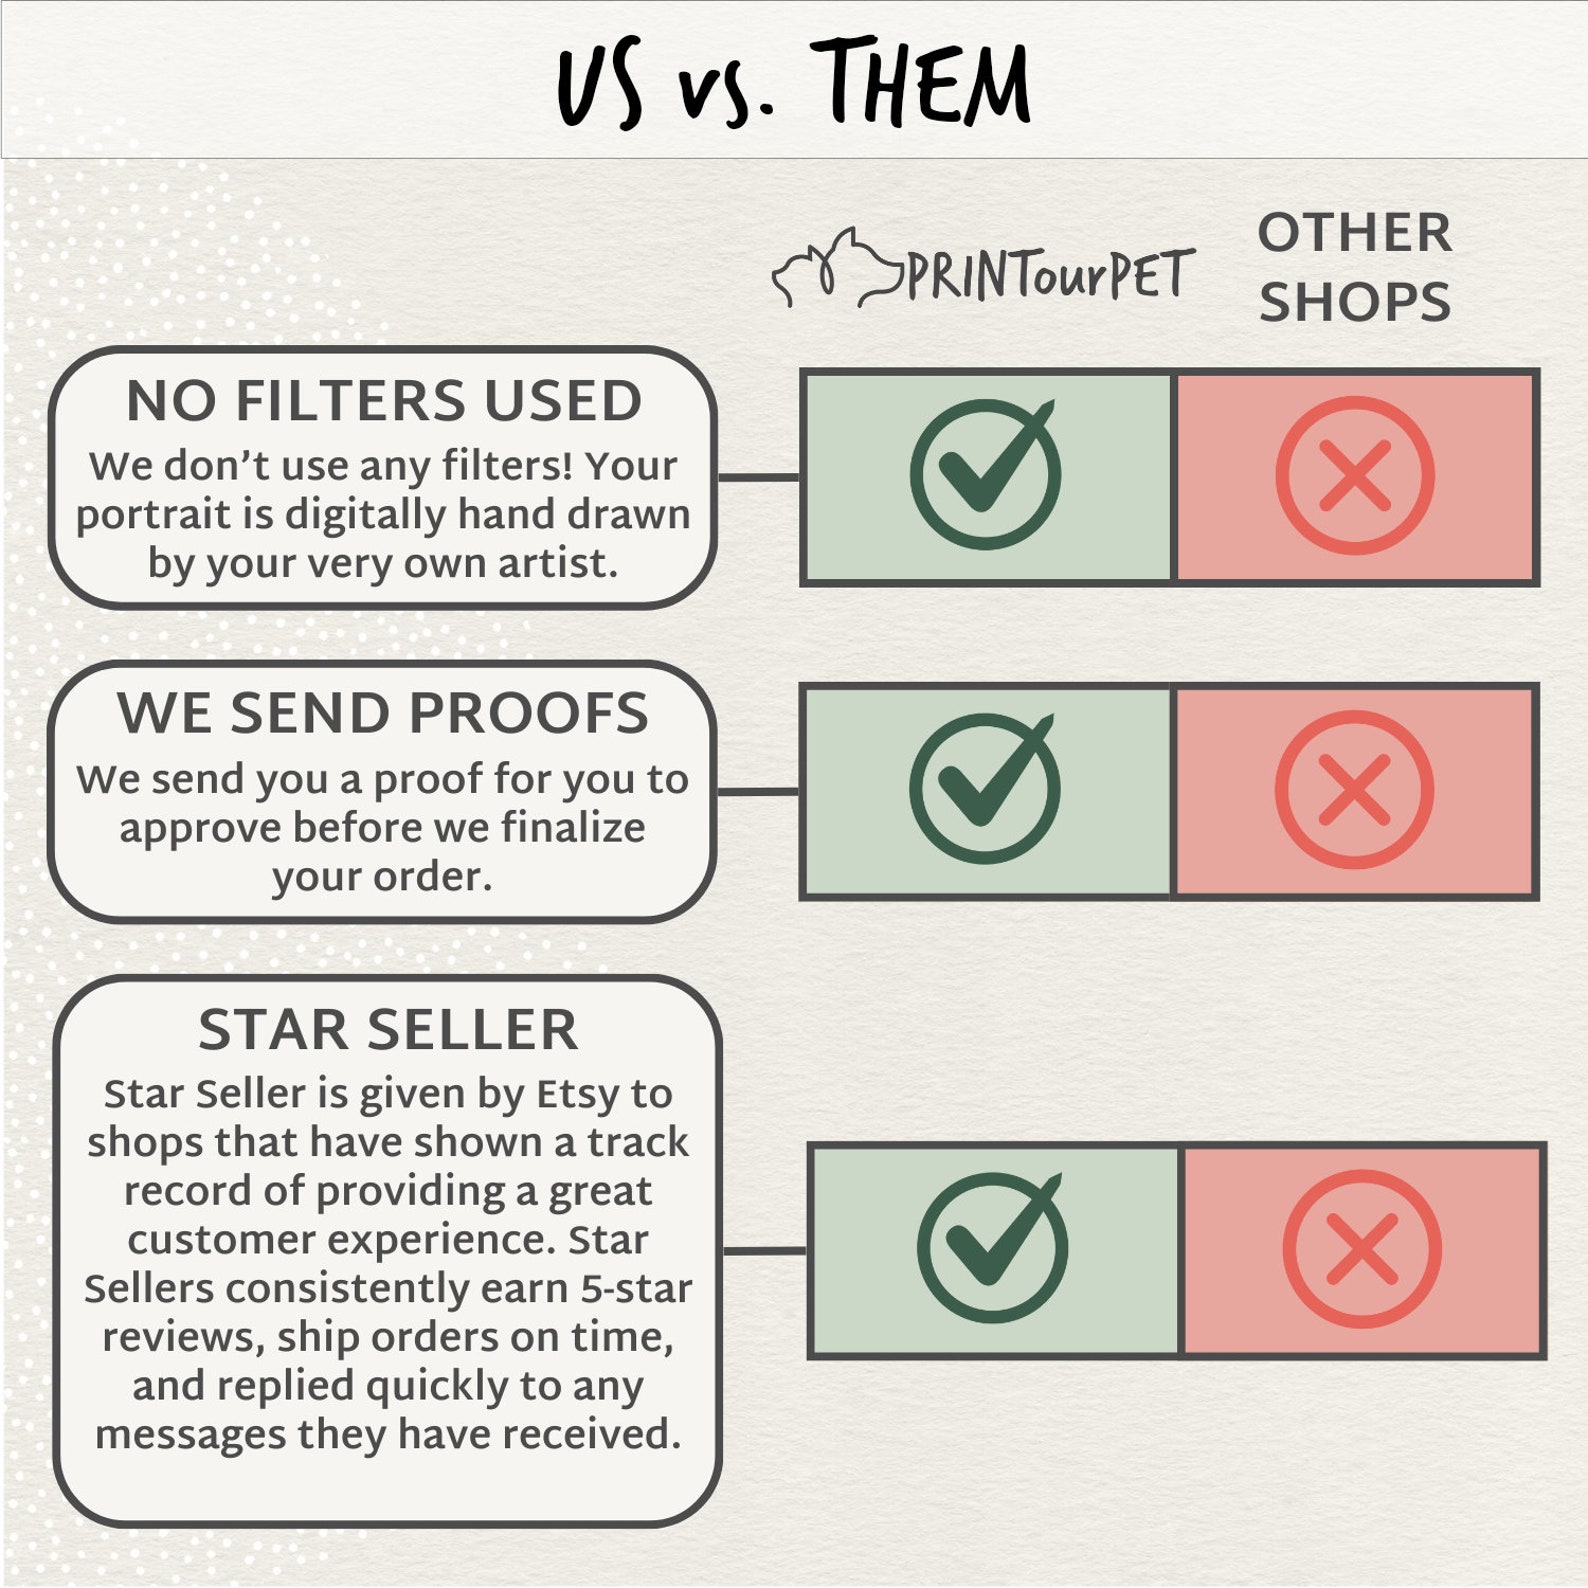 US vs. THEM
PRINTourPET
OTHER
SHOPS
NO FILTERS USED
We don’t use any filters! Your
portrait is digitally hand drawn
by your very own artist.
WE SEND PROOFS
We send you a proof for you to
approve before we finalize
your order.
STAR SELLER
Star Seller is given by Etsy to
shops that have shown a track
record of providing a great
customer experience. Star
Sellers consistently earn 5-star
reviews, ship orders on time,
and replied quickly to any
messages they have received.